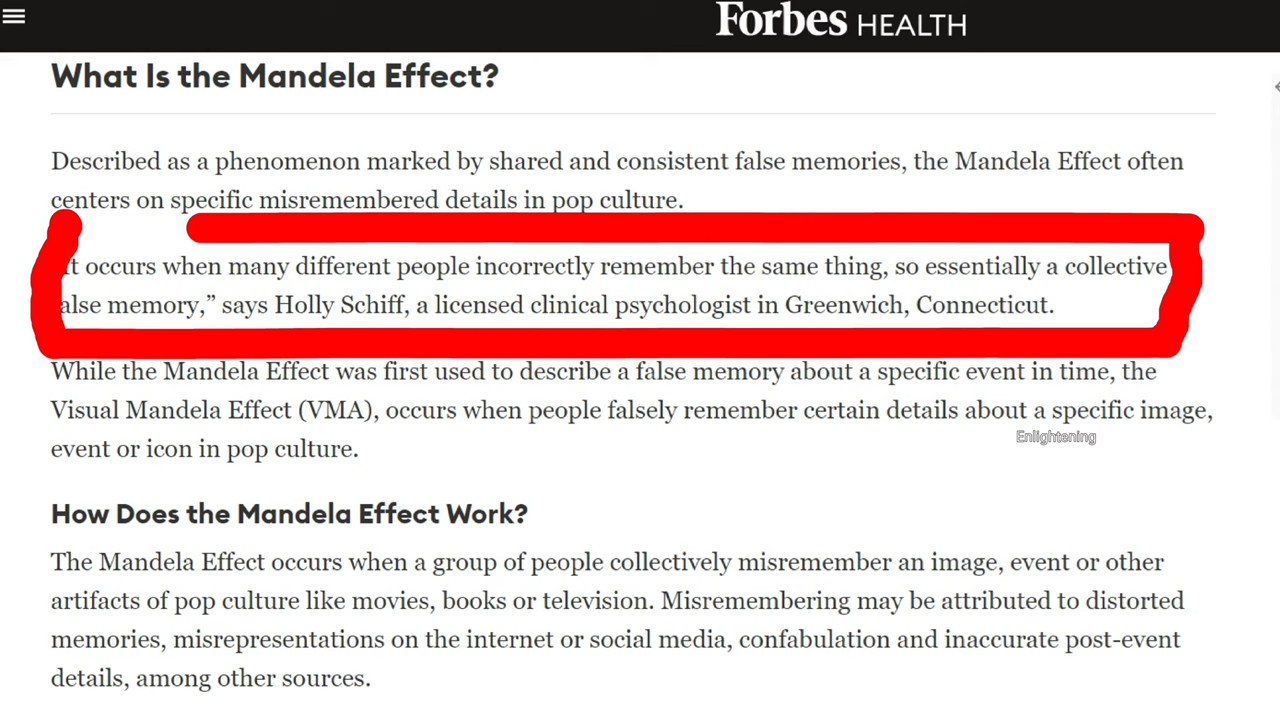 Forbes HEALTH
What Is the Mandela Effect?
Described as a phenomenon marked by shared and consistent false memories, the Mandela Effect often
centers on specific misremembered details in pop culture.
occurs when many different people incorrectly remember the same thing, so essentially a collective
memory,” says Holly Schiff, a licensed clinical psychologist in Greenwich, Connecticut.
While the Mandela Effect was first used to describe a false memory about a specific event in time, the
Visual Mandela Effect (VMA), occurs when people falsely remember certain details about a specific image,
event or icon in pop culture.
Enlightening
How Does the Mandela Effect Work?
The Mandela Effect occurs when a group of people collectively misremember an image, event or other
artifacts of pop culture like movies, books or television. Misremembering may be attributed to distorted
memories, misrepresentations on the internet or social media, confabulation and inaccurate post-event
details, among other sources.